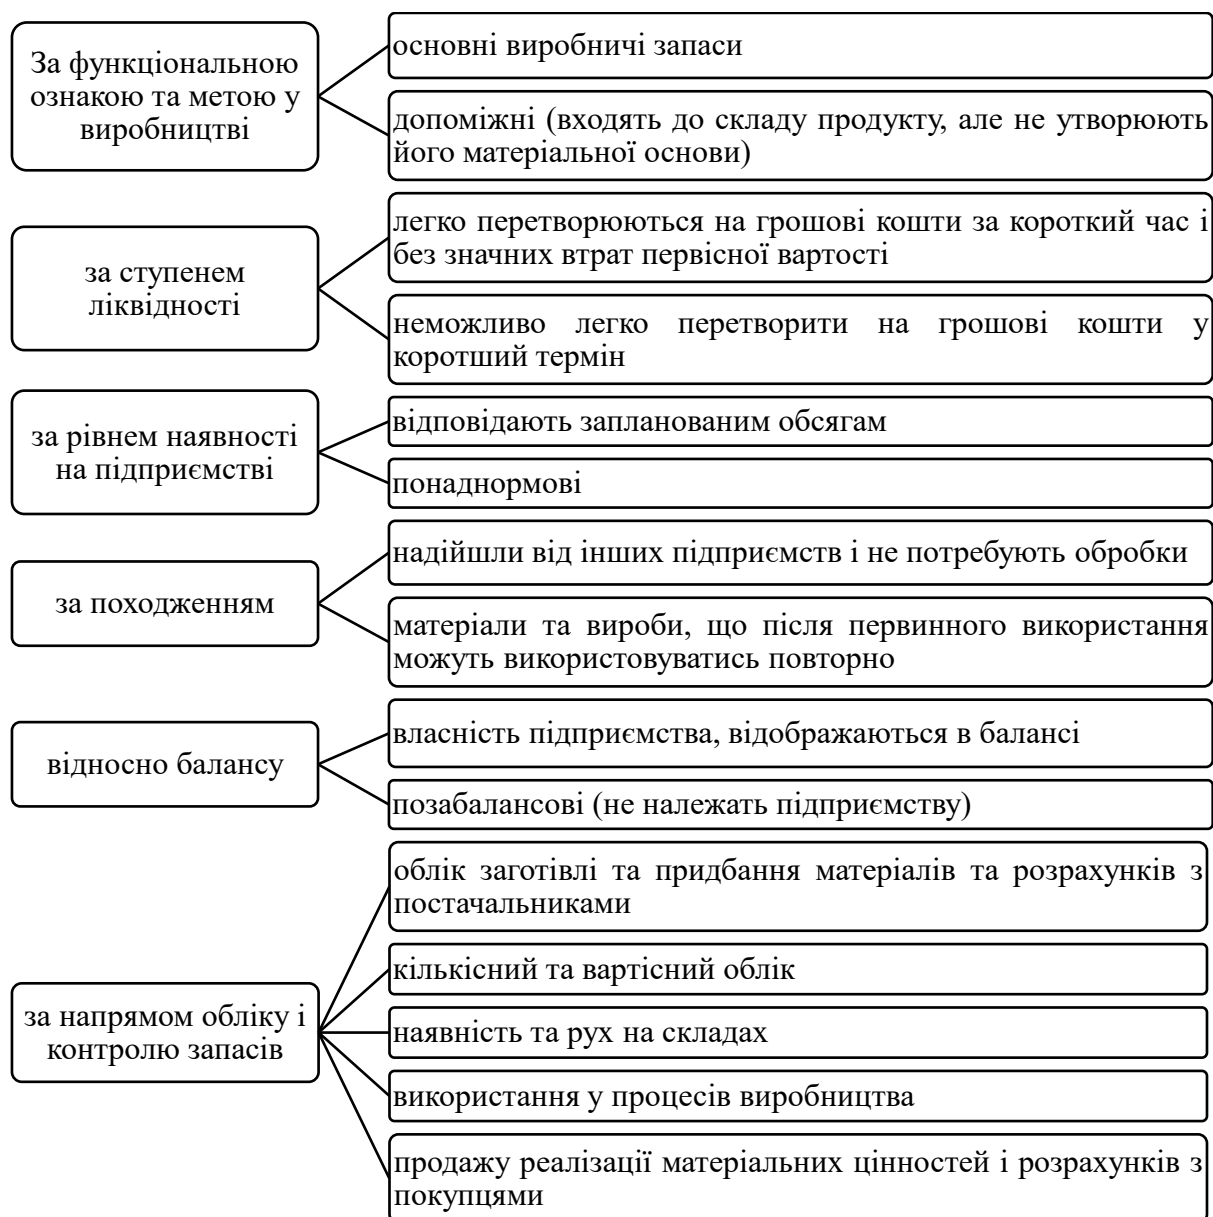 За функціональною
ознакою та метою у
виробництві
основні виробничі запаси
допоміжні (входять до складу продукту, але не утворюють
його матеріальної основи)
за ступенем
ліквідності
легко перетворюються на грошові кошти за короткий час і
без значних втрат первісної вартості
неможливо легко перетворити на грошові кошти у
коротший термін
за рівнем наявності
на підприємстві
відповідають запланованим обсягам
понаднормові
за походженням
надійшли від інших підприємств і не потребують обробки
матеріали та вироби, що після первинного використання
можуть використовуватись повторно
відносно балансу
власність підприємства, відображаються в балансі
позабалансові (не належать підприємству)
за напрямом обліку і
контролю запасів
облік заготівлі та придбання матеріалів та розрахунків з
постачальниками
кількісний та вартісний облік
наявність та рух на складах
використання у процесів виробництва
продажу реалізації матеріальних цінностей і розрахунків з
покупцями